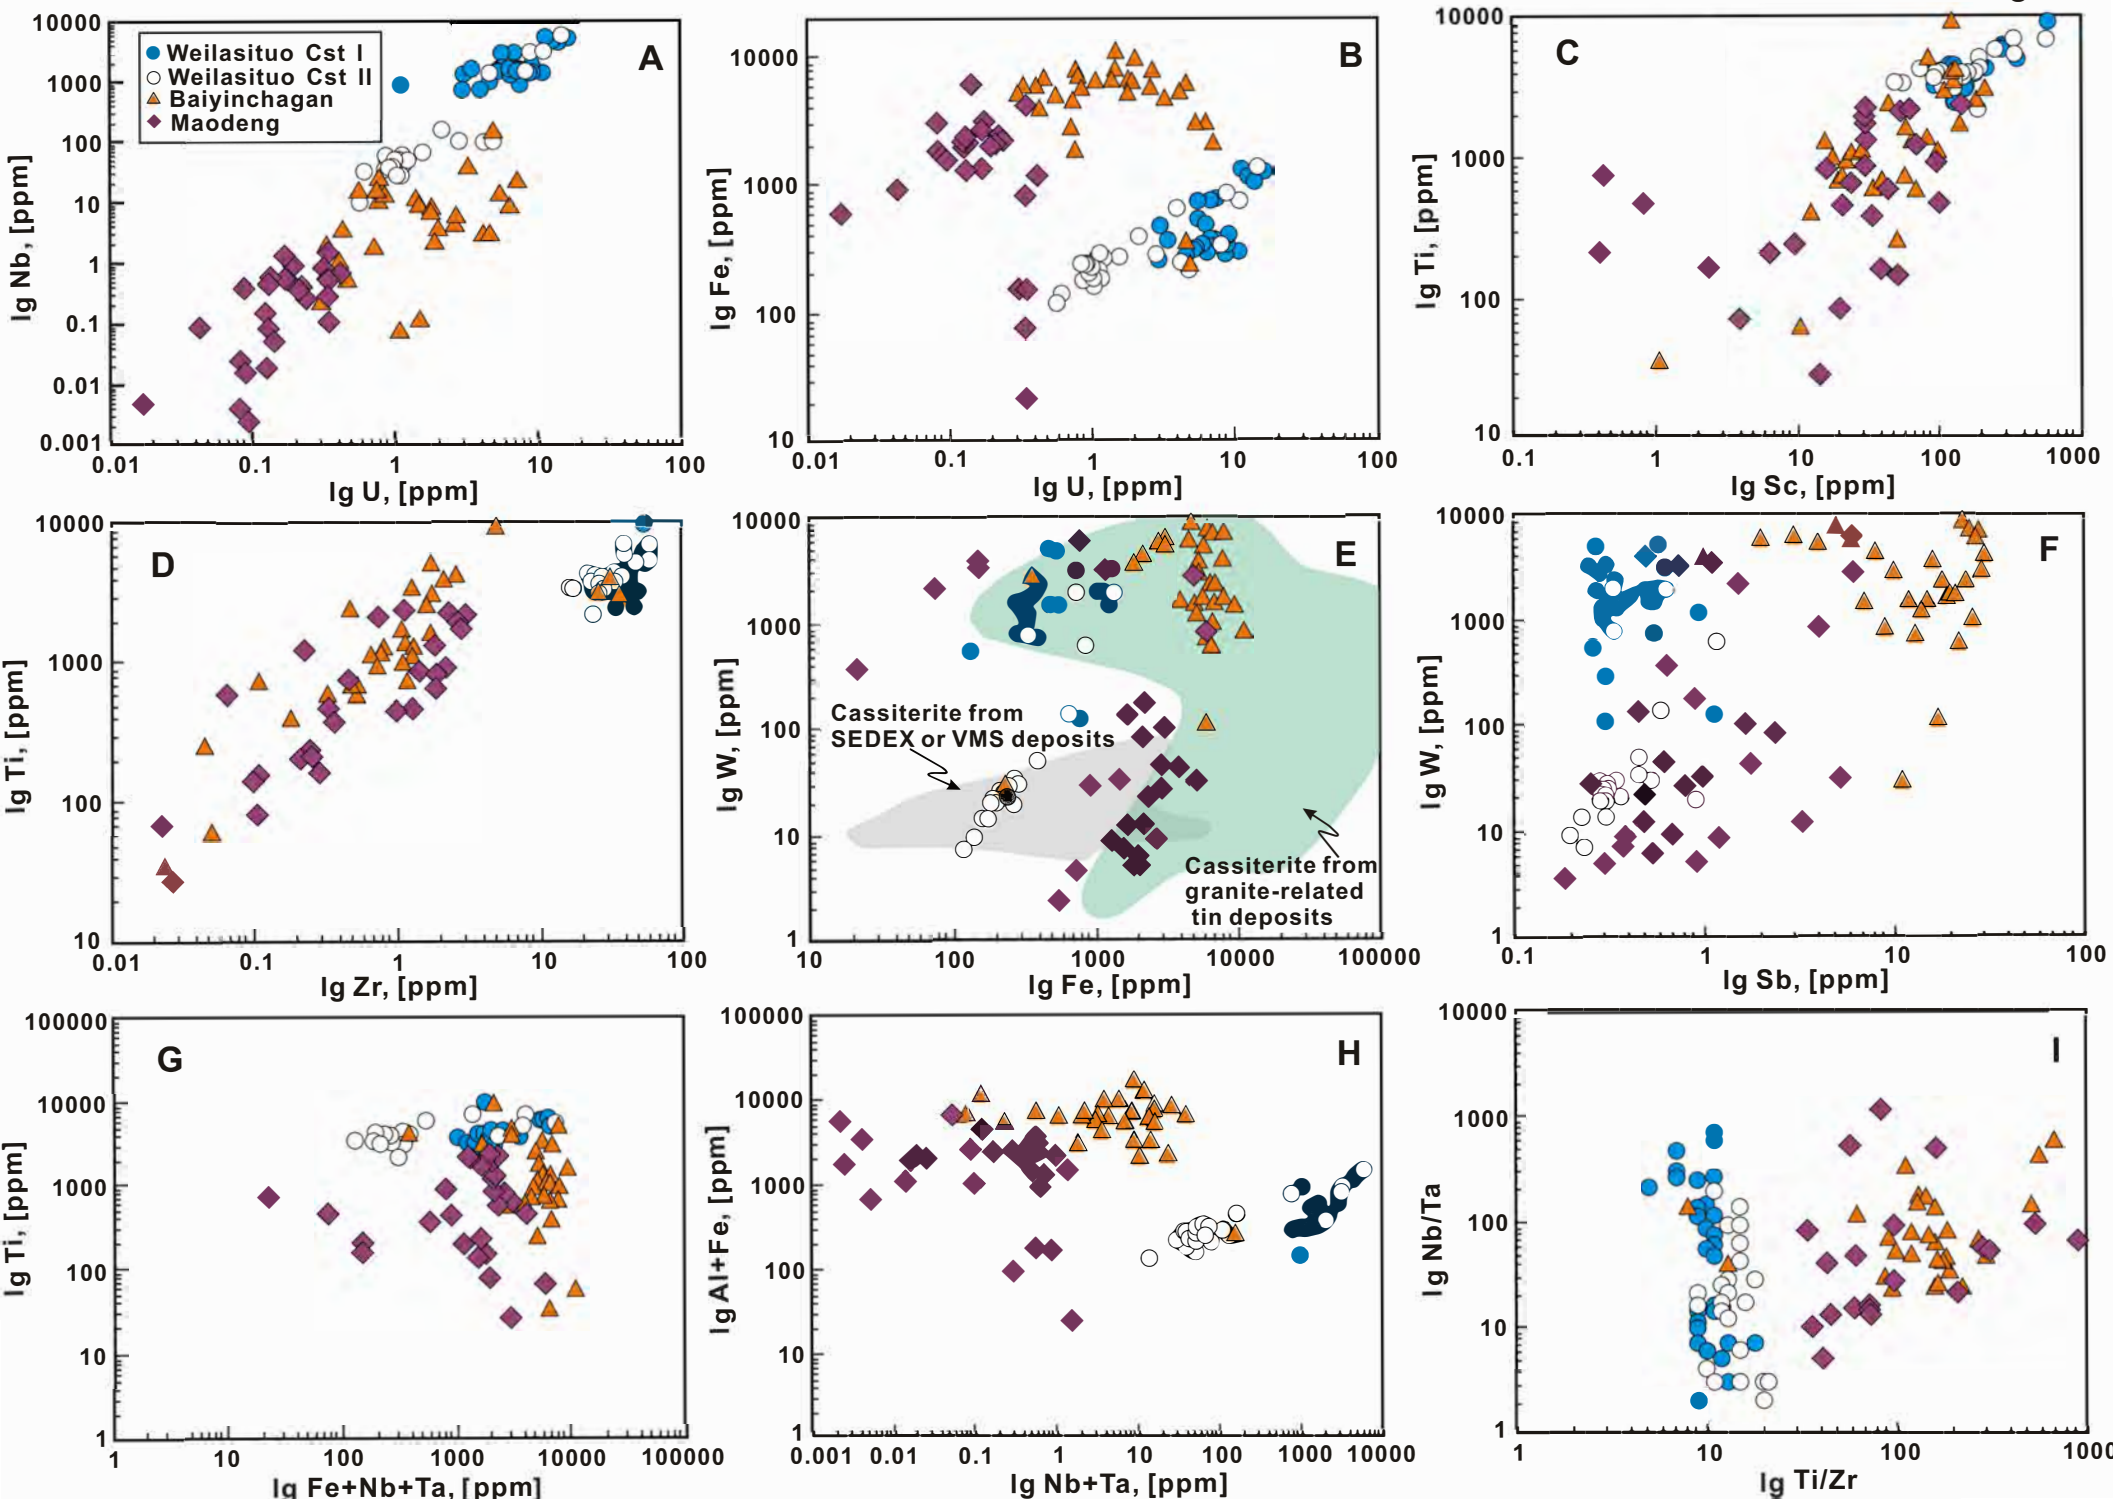 A
Weilasituo Cst I
Weilasituo Cst II
Baiyinchagan
Maodeng
10000
1000
100
10
1
0.1
0.01
0.001
lg Nb, [ppm]
0.01 0.1 1 10 100
lg U, [ppm]
B
10000
1000
100
10
lg Fe, [ppm]
0.01 0.1 1 10 100
lg U, [ppm]
C
10000
1000
100
10
lg Ti, [ppm]
0.1 1 10 100 1000
lg Sc, [ppm]
D
10000
1000
100
10
lg Ti, [ppm]
0.01 0.1 1 10 100
lg Zr, [ppm]
E
10000
1000
100
10
1
lg W, [ppm]
Cassiterite from
SEDEX or VMS deposits
Cassiterite from
granite-related
tin deposits
10 100 1000 10000 100000
lg Fe, [ppm]
F
10000
1000
100
10
1
lg W, [ppm]
0.1 1 10 100
lg Sb, [ppm]
G
100000
10000
1000
100
10
1
lg Ti, [ppm]
1 10 100 1000 10000 100000
lg Fe+Nb+Ta, [ppm]
H
100000
10000
1000
100
10
1
lg Al+Fe, [ppm]
0.001 0.01 0.1 1 10 100 1000 10000
lg Nb+Ta, [ppm]
I
10000
1000
100
10
1
lg Nb/Ta
1 10 100 1000
lg Ti/Zr